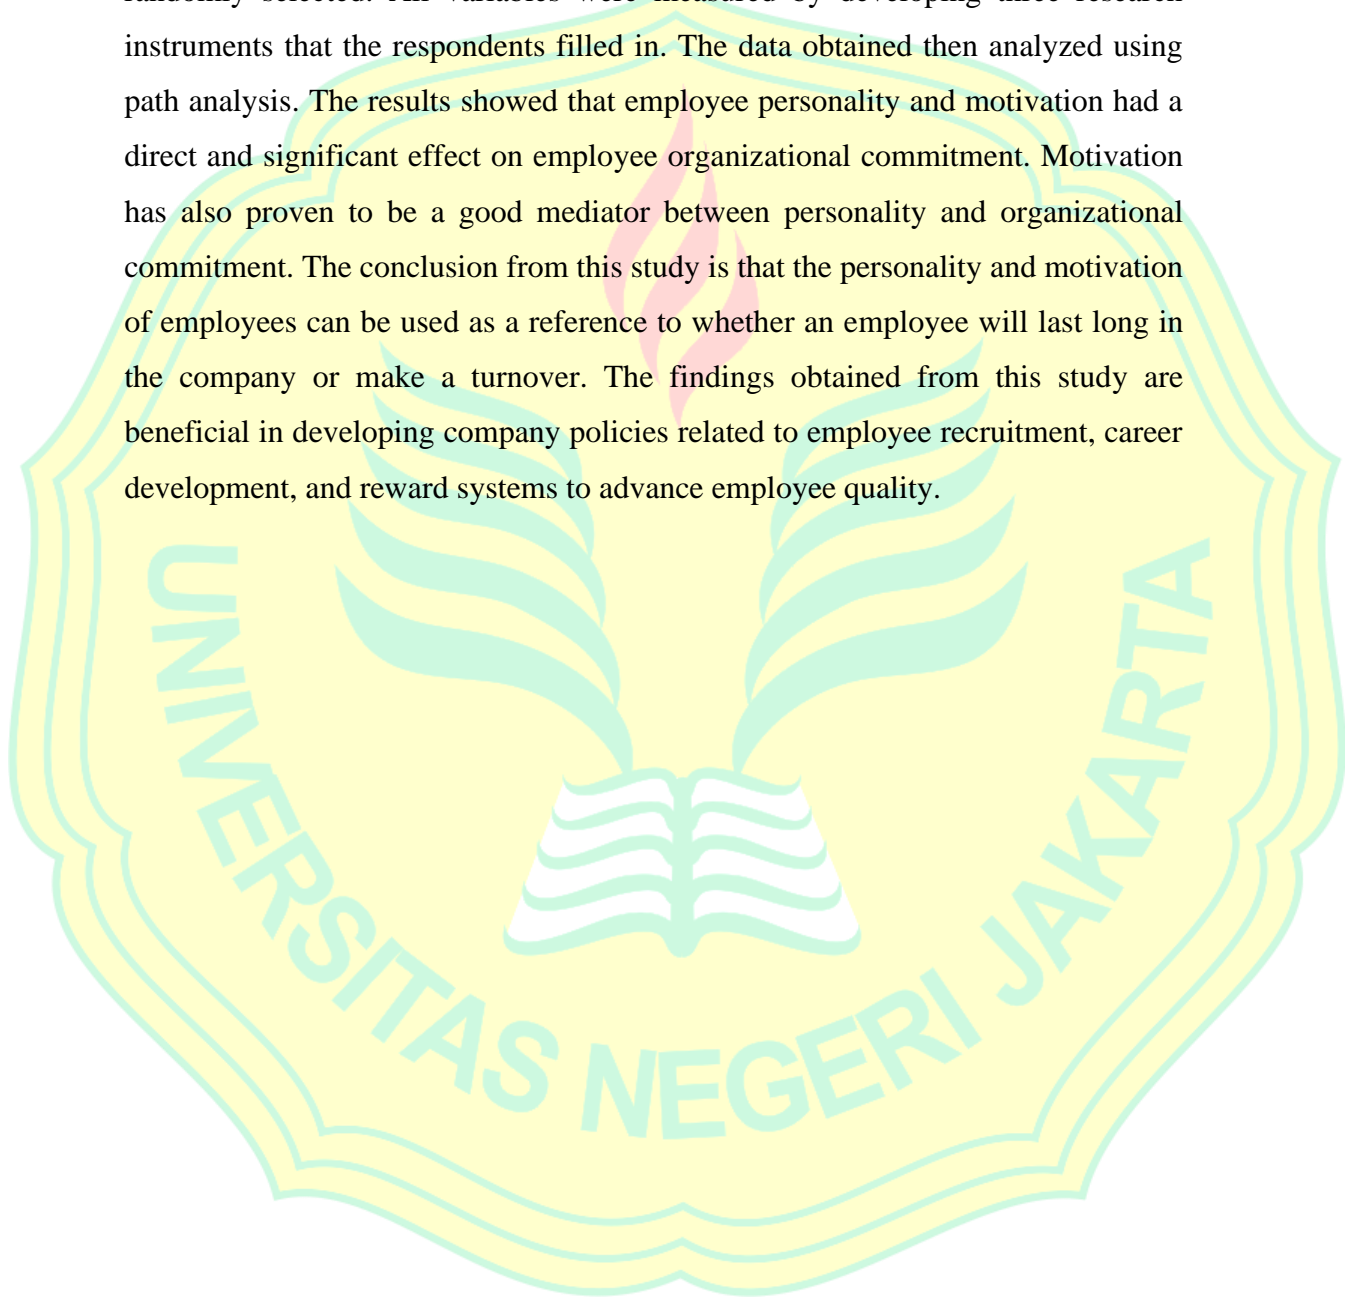 instruments that the respondents filled in. The data obtained then analyzed using
path analysis. The results showed that employee personality and motivation had a
direct and significant effect on employee organizational commitment. Motivation
has also proven to be a good mediator between personality and organizational
commitment. The conclusion from this study is that the personality and motivation
of employees can be used as a reference to whether an employee will last long in
the company or make a turnover. The findings obtained from this study are
beneficial in developing company policies related to employee recruitment, career
development, and reward systems to advance employee quality.
UNIVERSITAS NEGERI JAKARTA